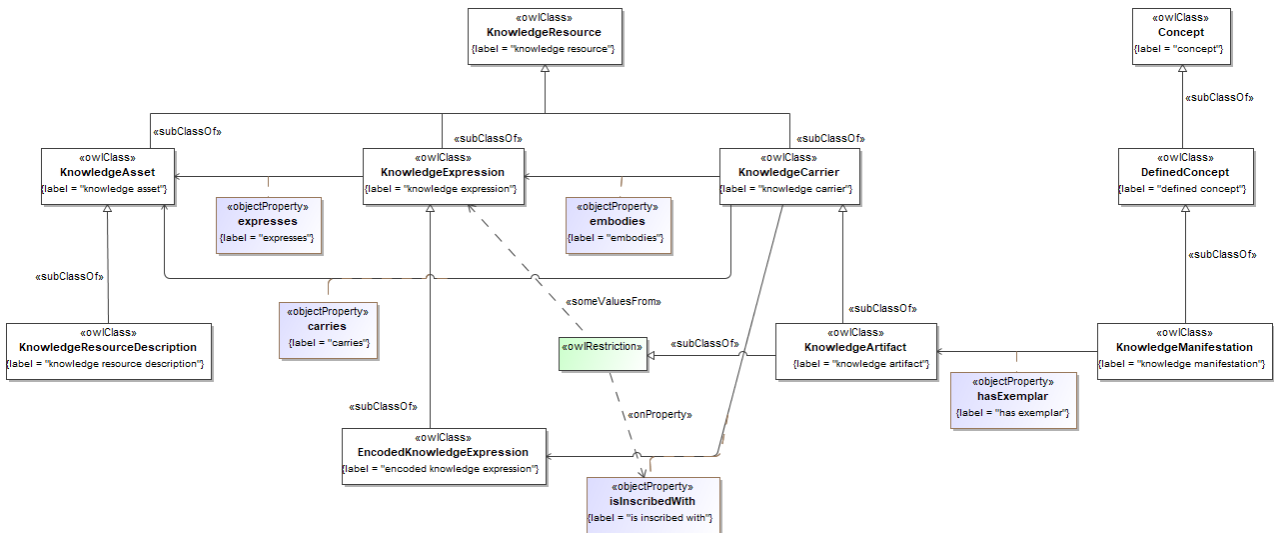 «owlClass»
KnowledgeResource
{label = "knowledge resource"}
«owlClass»
Concept
{label = "concept"}
«subClassOf»
«subClassOf»
«subClassOf»
«subClassOf»
«owlClass»
KnowledgeAsset
{label = "knowledge asset"}
«owlClass»
KnowledgeExpression
{label = "knowledge expression"}
«owlClass»
KnowledgeCarrier
{label = "knowledge carrier"}
«owlClass»
DefinedConcept
{label = "defined concept"}
«objectProperty»
expresses
{label = "expresses"}
«objectProperty»
embodies
{label = "embodies"}
«subClassOf»
«subClassOf»
«someValuesFrom»
«subClassOf»
«objectProperty»
carries
{label = "carries"}
«owlClass»
KnowledgeResourceDescription
{label = "knowledge resource description"}
«owlRestriction»
«subClassOf»
«owlClass»
KnowledgeArtifact
{label = "knowledge artifact"}
«owlClass»
KnowledgeManifestation
{label = "knowledge manifestation"}
«objectProperty»
hasExemplar
{label = "has exemplar"}
«subClassOf»
«onProperty»
«owlClass»
EncodedKnowledgeExpression
{label = "encoded knowledge expression"}
«objectProperty»
isInscribedWith
{label = "is inscribed with"}